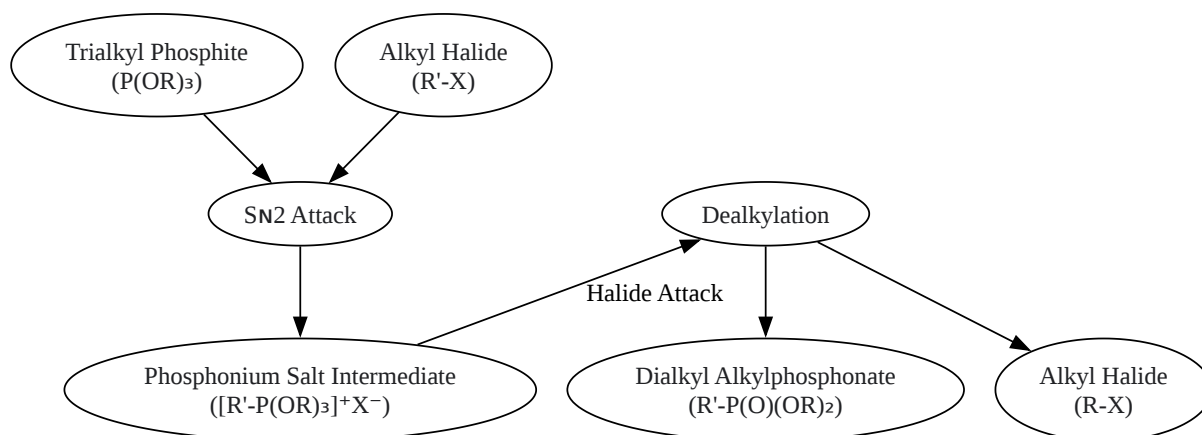 Trialkyl Phosphite
(P(OR)₃)
Alkyl Halide
(R'-X)
Sɴ2 Attack
Dealkylation
Halide Attack
Phosphonium Salt Intermediate
([R'-P(OR)₃]⁺X⁻)
Dialkyl Alkylphosphonate
(R'-P(O)(OR)₂)
Alkyl Halide
(R-X)